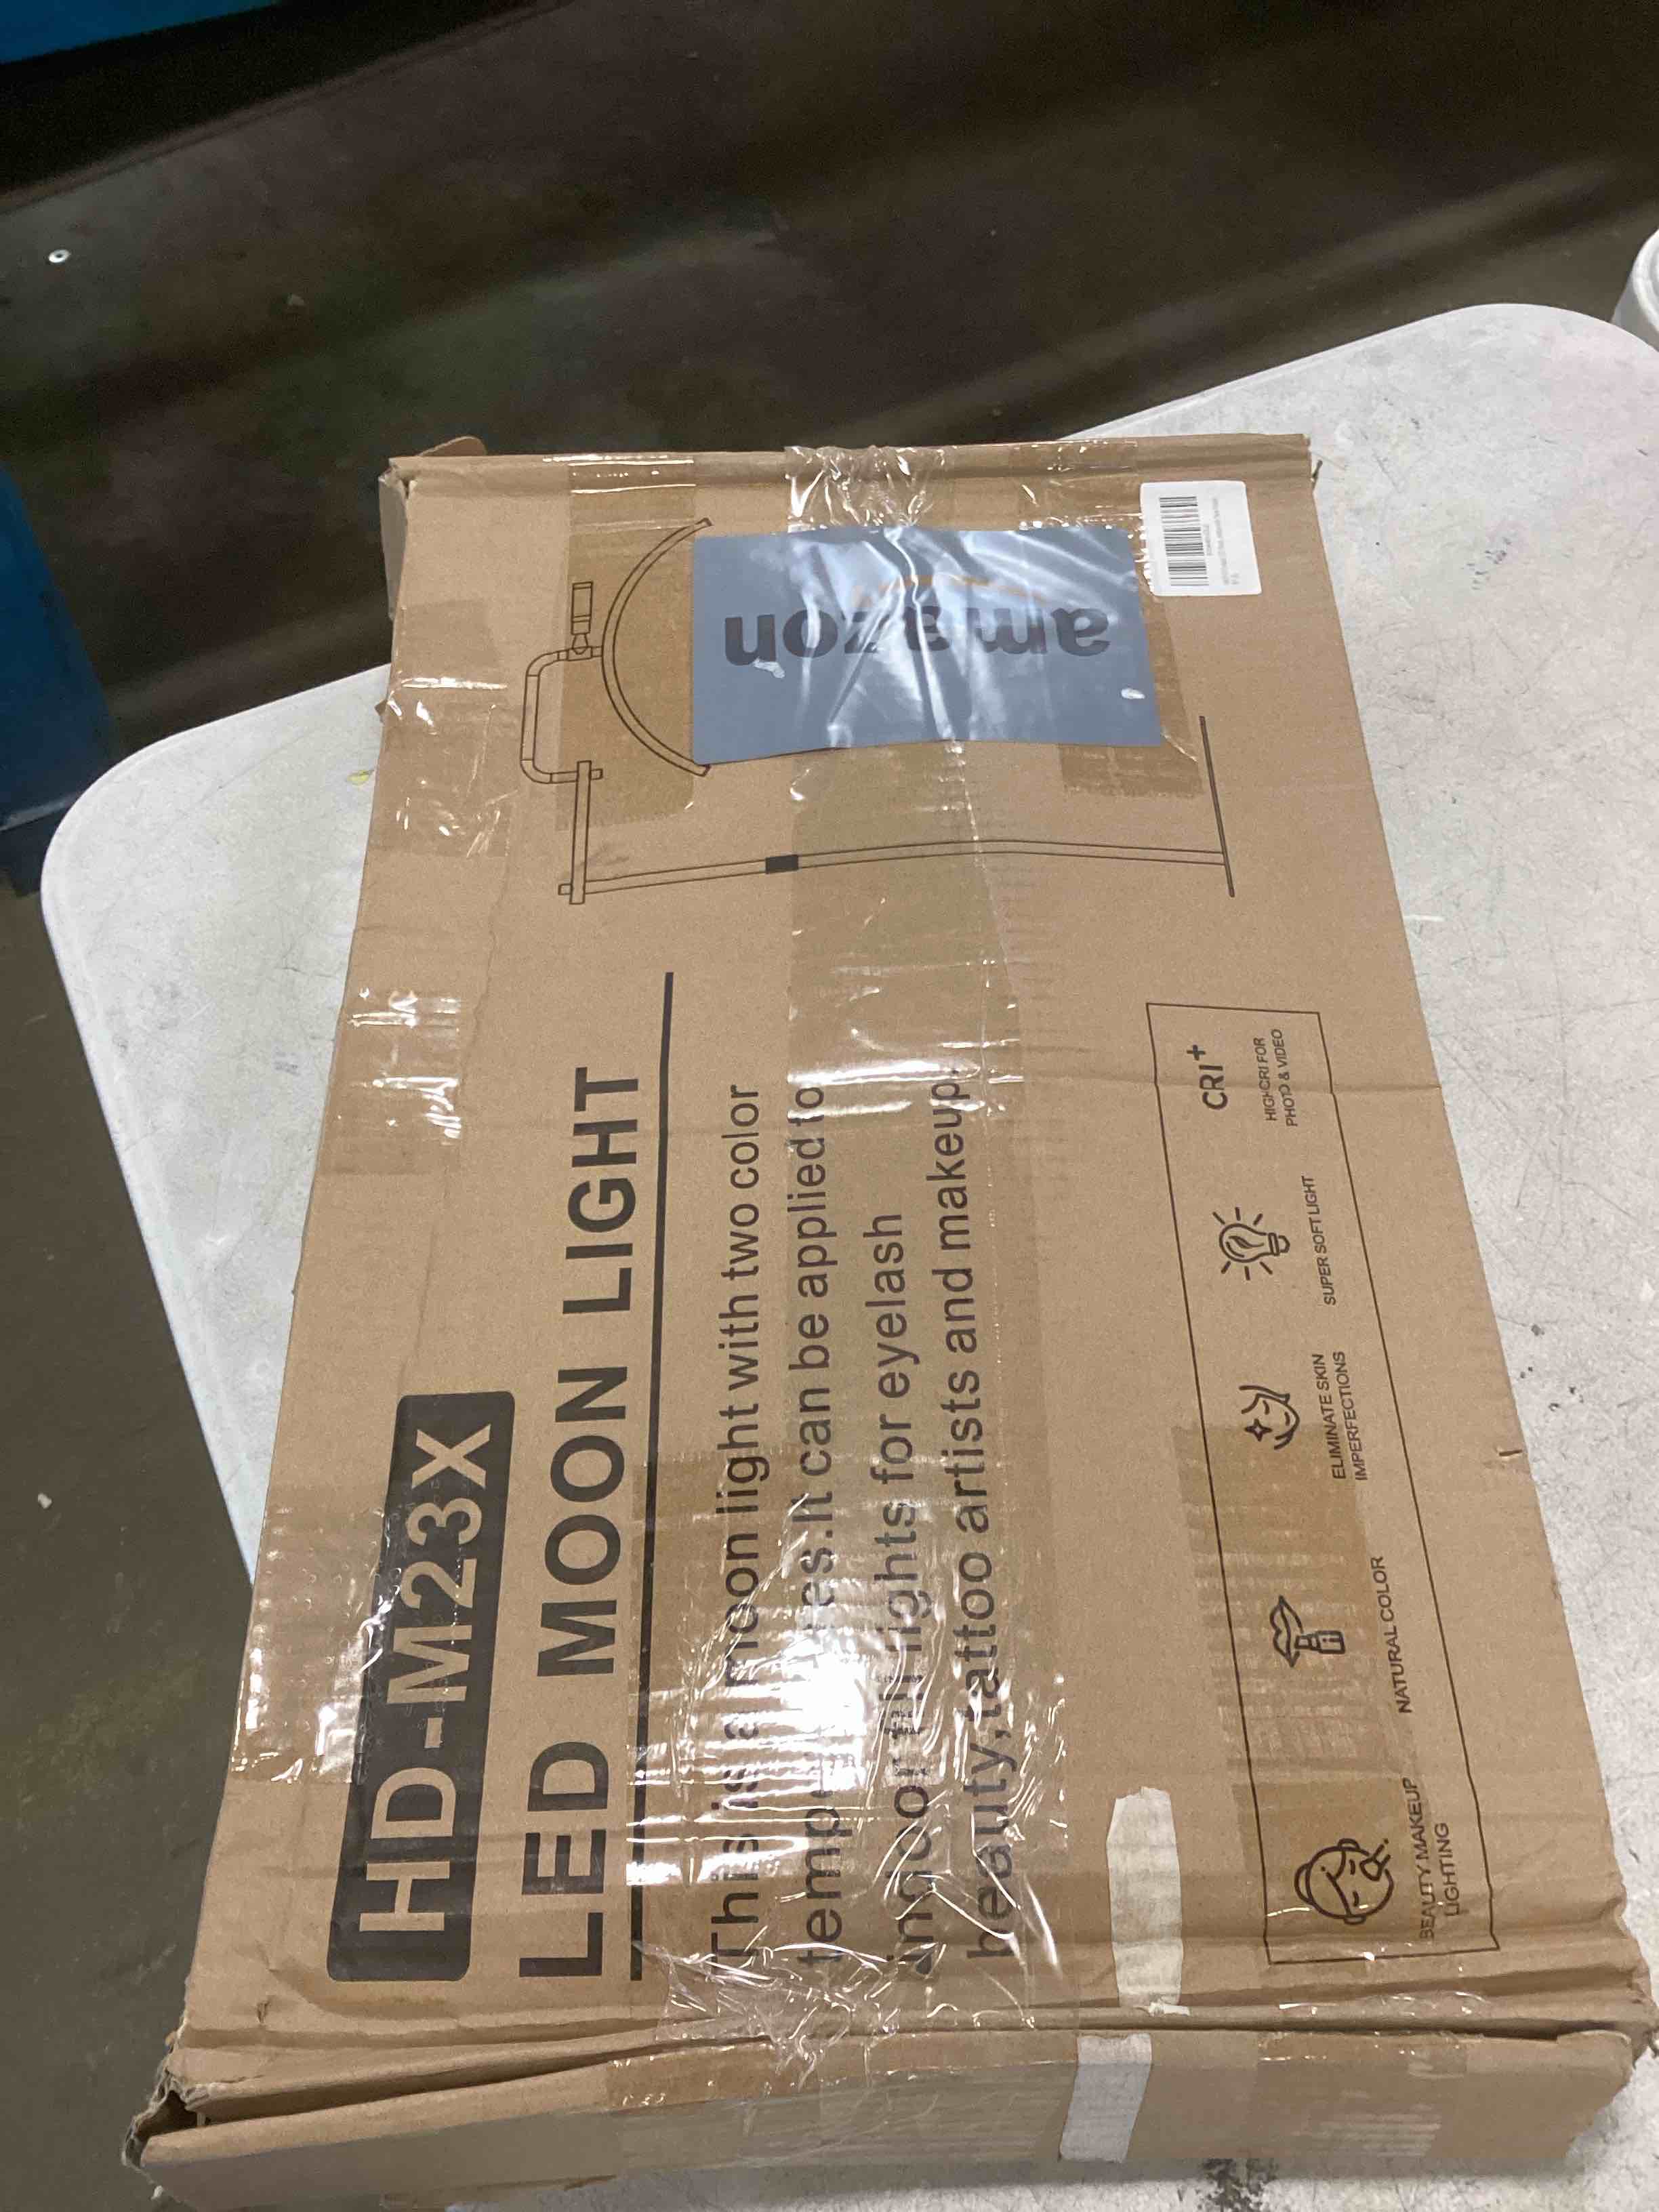 HD-M23X
LED MOON LIGHT
This is a moon light with two color
temperatures.It can be applied to
indoor fill lights for eyelash
beauty,tattoo artists and makeup.
BEAUTY MAKEUP
LIGHTING
NATURAL COLOR
ELIMINATE SKIN
IMPERFECTIONS
SUPER SOFT LIGHT
CRI+
HIGH CRI FOR
PHOTO & VIDEO
amazon